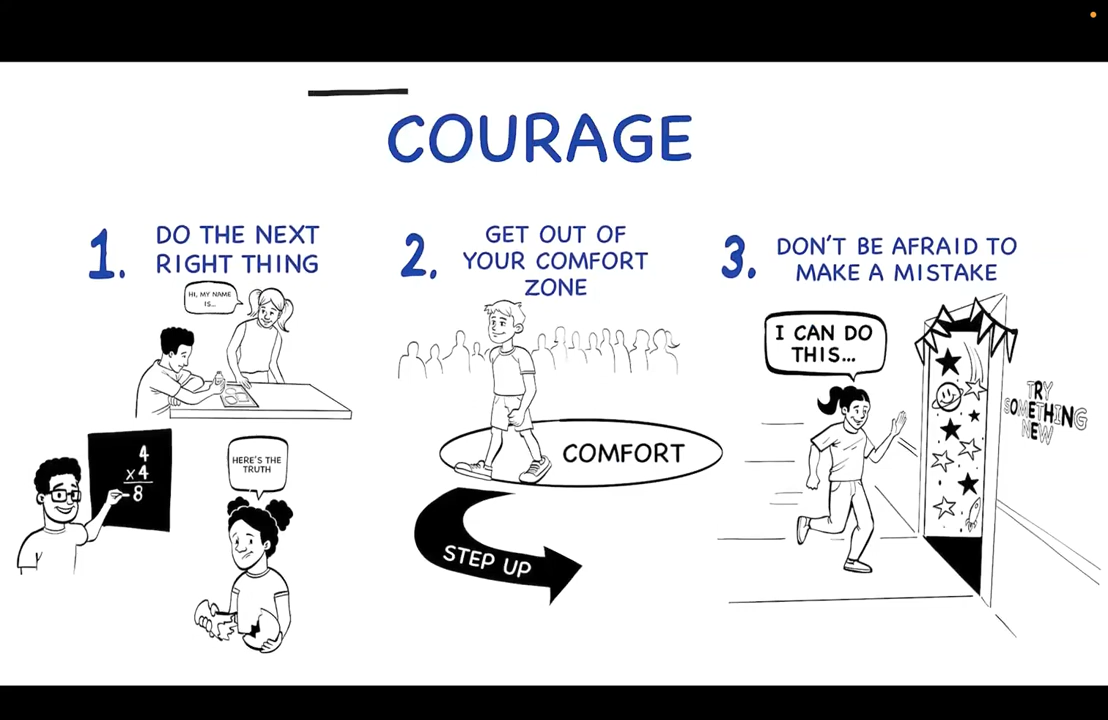 COURAGE
1.
DO THE NEXT
RIGHT THING
HI, MY NAME
IS...
4
x 4
8
HERE'S THE
TRUTH
2.
GET OUT OF
YOUR COMFORT
ZONE
COMFORT
STEP UP
3.
DON'T BE AFRAID TO
MAKE A MISTAKE
I CAN DO
THIS...
TRY
SOMETHING
NEW